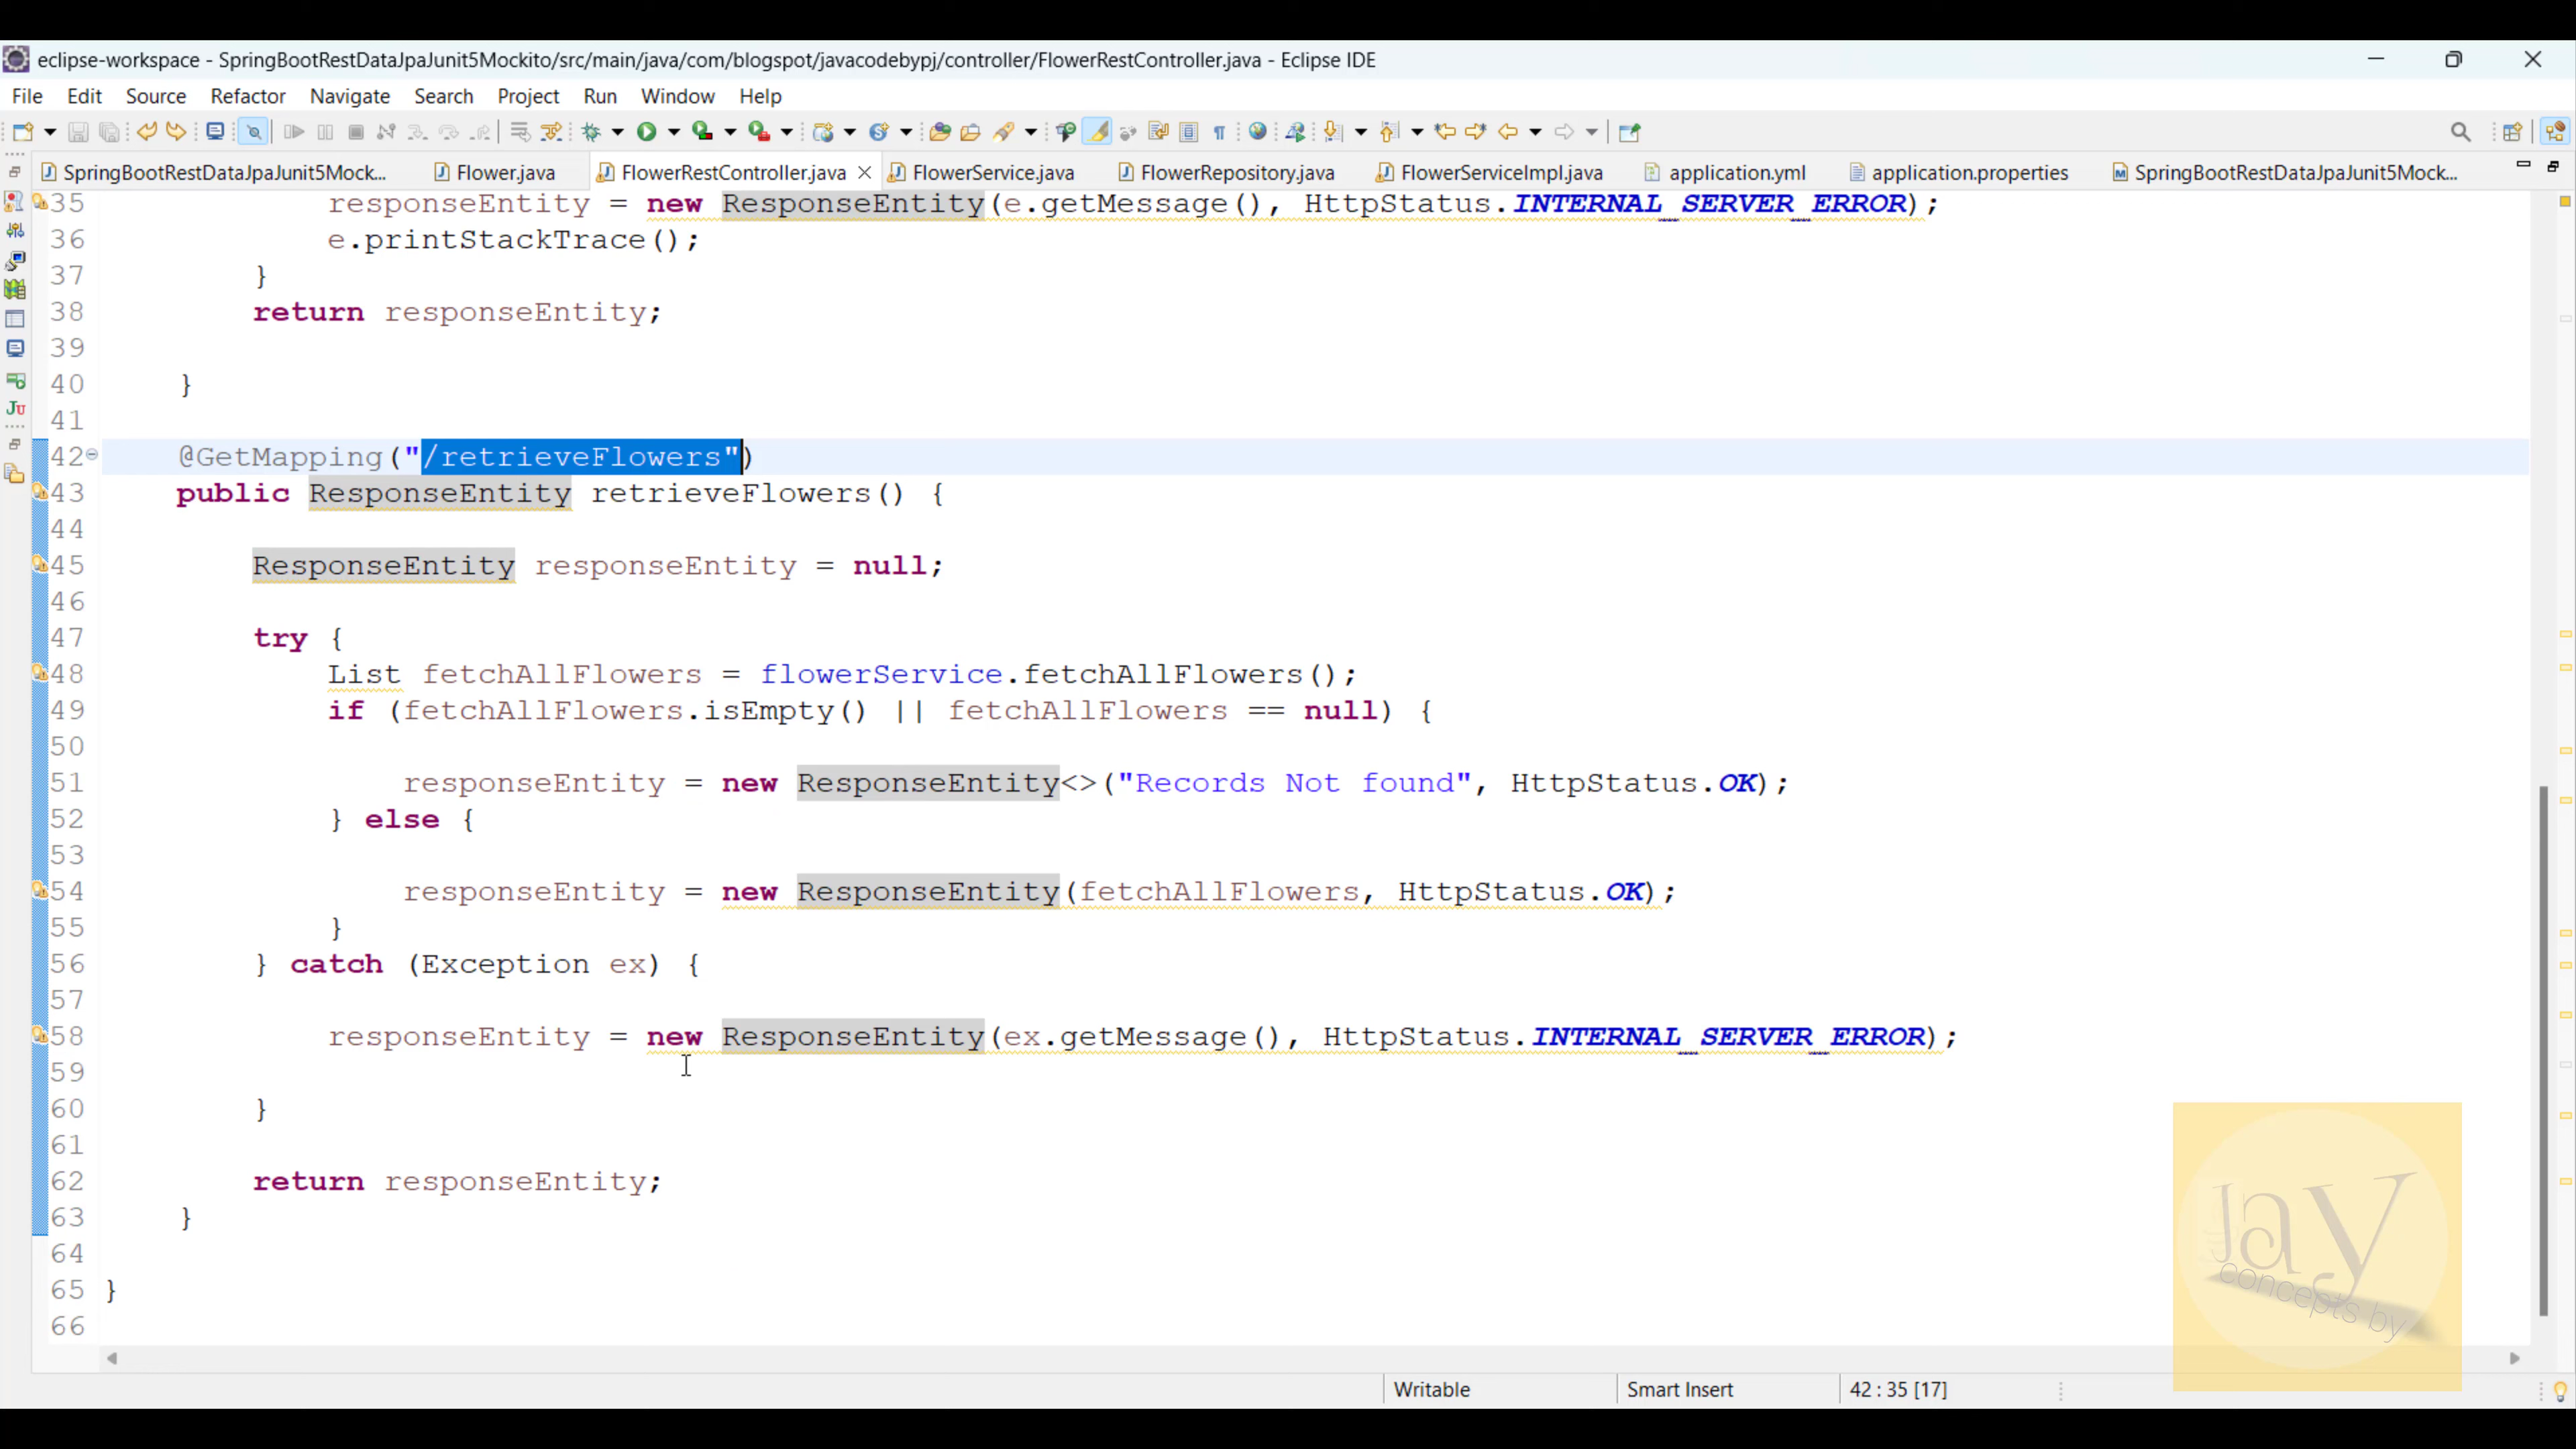 eclipse-workspace - SpringBootRestDataJpaJunit5Mockito/src/main/java/com/blogspot/javacodebypj/controller/FlowerRestController.java - Eclipse IDE
File Edit Source Refactor Navigate Search Project Run Window Help
SpringBootRestDataJpaJunit5Mock... Flower.java FlowerRestController.java FlowerService.java FlowerRepository.java FlowerServiceImpl.java application.yml application.properties SpringBootRestDataJpaJunit5Mock...
35 responseEntity = new ResponseEntity(e.getMessage(), HttpStatus.INTERNAL_SERVER_ERROR);
36 e.printStackTrace();
37 }
38 return responseEntity;
39
40 }
41
42 @GetMapping("/retrieveFlowers")
43 public ResponseEntity retrieveFlowers() {
44
45 ResponseEntity responseEntity = null;
46
47 try {
48 List fetchAllFlowers = flowerService.fetchAllFlowers();
49 if (fetchAllFlowers.isEmpty() || fetchAllFlowers == null) {
50
51 responseEntity = new ResponseEntity<>("Records Not found", HttpStatus.OK);
52 } else {
53
54 responseEntity = new ResponseEntity(fetchAllFlowers, HttpStatus.OK);
55 }
56 } catch (Exception ex) {
57
58 responseEntity = new ResponseEntity(ex.getMessage(), HttpStatus.INTERNAL_SERVER_ERROR);
59
60 }
61
62 return responseEntity;
63 }
64
65 }
66
Jay
concepts by
Writable Smart Insert 42 : 35 [17]